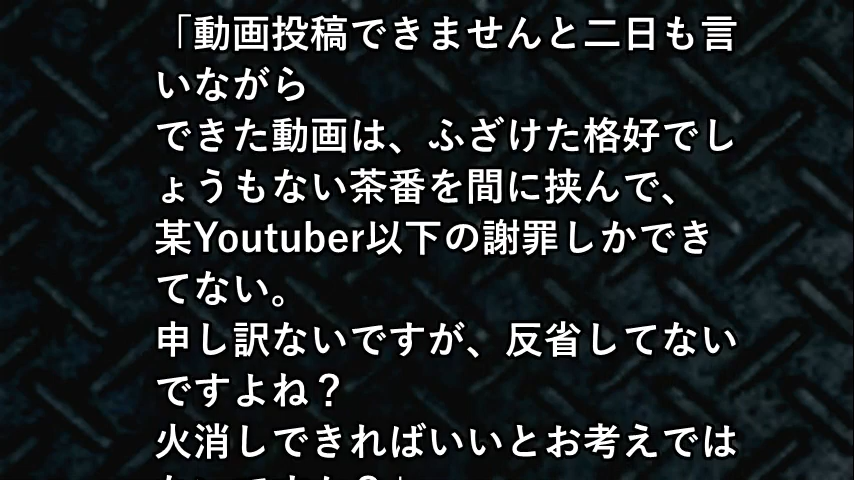 「動画投稿できませんと二日も言
いながら
できた動画は、ふざけた格好でし
ょうもない茶番を間に挟んで、
某Youtuber以下の謝罪しかでき
てない。
申し訳ないですが、反省してない
ですよね？
火消しできればいいとお考えでは